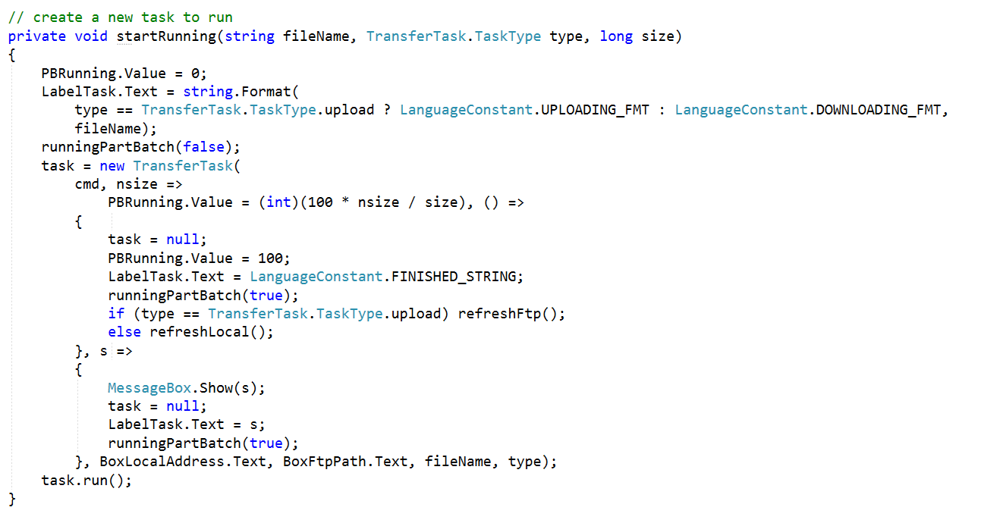 // create a new task to run
private void startRunning(string fileName, TransferTask.TaskType type, long size)
{
    PBRunning.Value = 0;
    LabelTask.Text = string.Format(
        type == TransferTask.TaskType.upload ? LanguageConstant.UPLOADING_FMT : LanguageConstant.DOWNLOADING_FMT,
        fileName);
    runningPartBatch(false);
    task = new TransferTask(
        cmd, nsize =>
            PBRunning.Value = (int)(100 * nsize / size), () =>
        {
            task = null;
            PBRunning.Value = 100;
            LabelTask.Text = LanguageConstant.FINISHED_STRING;
            runningPartBatch(true);
            if (type == TransferTask.TaskType.upload) refreshFtp();
            else refreshLocal();
        }, s =>
        {
            MessageBox.Show(s);
            task = null;
            LabelTask.Text = s;
            runningPartBatch(true);
        }, BoxLocalAddress.Text, BoxFtpPath.Text, fileName, type);
    task.run();
}